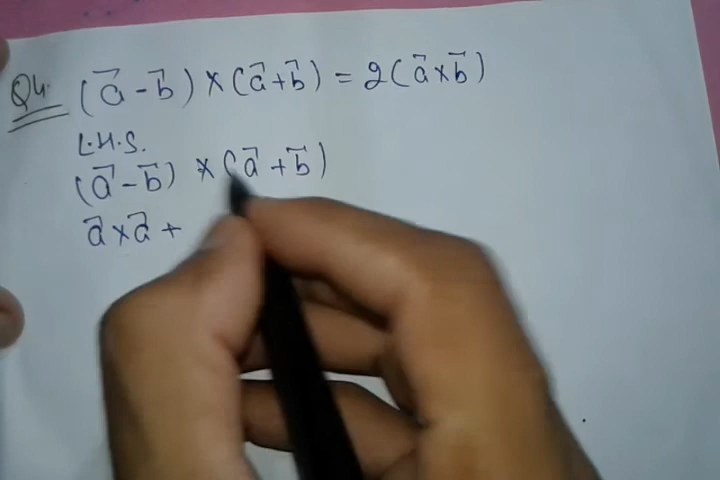 Q4. (a⃗ - b⃗) × (a⃗ + b⃗) = 2(a⃗ × b⃗)
L.H.S.
(a⃗ - b⃗) × (a⃗ + b⃗)
a⃗ × a⃗ +